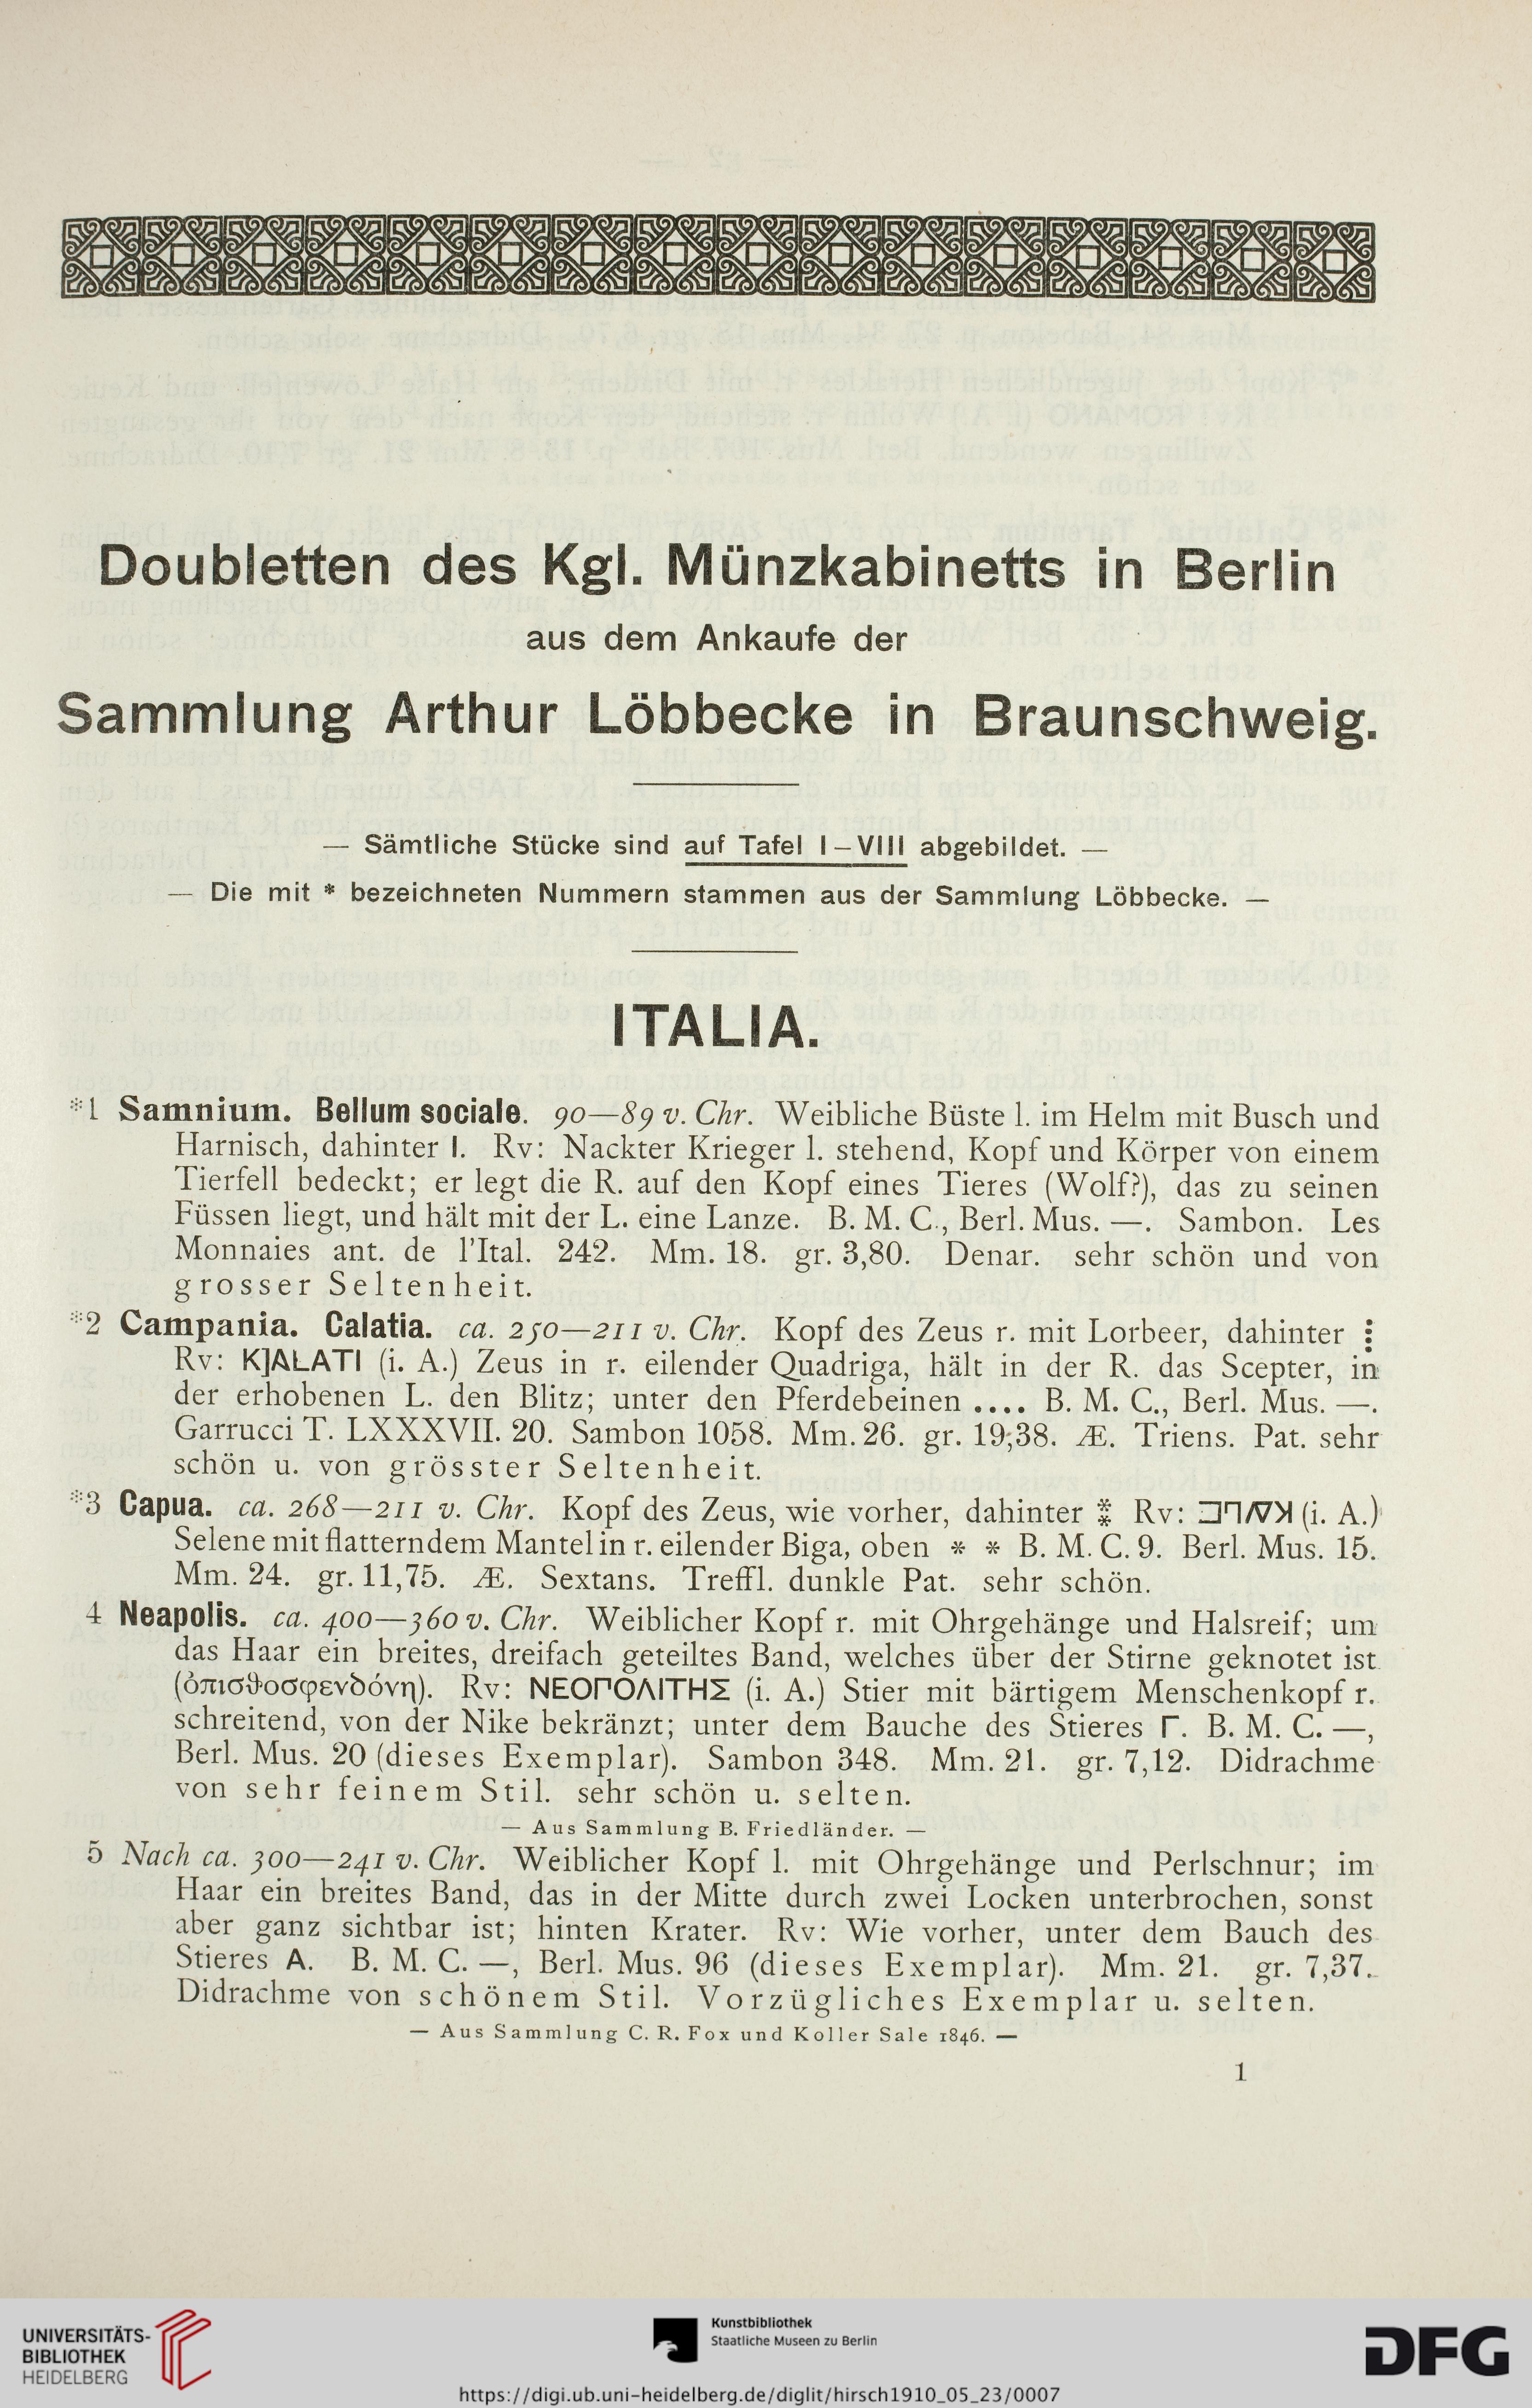 Doubletten des Kgl. Münzkabinetts in Berlin
aus dem Ankaufe der
Sammlung Arthur Löbbecke in Braunschweig.
— Sämtliche Stücke sind auf Tafel I–VIII abgebildet. —
— Die mit * bezeichneten Nummern stammen aus der Sammlung Löbbecke. —
ITALIA.
*1 Samnium. Bellum sociale. 90—89 v. Chr. Weibliche Büste l. im Helm mit Busch und
Harnisch, dahinter I. Rv: Nackter Krieger l. stehend, Kopf und Körper von einem
Tierfell bedeckt; er legt die R. auf den Kopf eines Tieres (Wolf?), das zu seinen
Füssen liegt, und hält mit der L. eine Lanze. B. M. C., Berl. Mus. —. Sambon. Les
Monnaies ant. de l'Ital. 242. Mm. 18. gr. 3,80. Denar. sehr schön und von
grosser Seltenheit.
*2 Campania. Calatia. ca. 250—211 v. Chr. Kopf des Zeus r. mit Lorbeer, dahinter ⁞
Rv: K]ALATI (i. A.) Zeus in r. eilender Quadriga, hält in der R. das Scepter, in
der erhobenen L. den Blitz; unter den Pferdebeinen .... B. M. C., Berl. Mus. —.
Garrucci T. LXXXVII. 20. Sambon 1058. Mm. 26. gr. 19,38. Æ. Triens. Pat. sehr
schön u. von grösster Seltenheit.
*3 Capua. ca. 268—211 v. Chr. Kopf des Zeus, wie vorher, dahinter ⁑ Rv: (i. A.)
Selene mit flatterndem Mantel in r. eilender Biga, oben * * B. M. C. 9. Berl. Mus. 15.
Mm. 24. gr. 11,75. Æ. Sextans. Treffl. dunkle Pat. sehr schön.
4 Neapolis. ca. 400—360 v. Chr. Weiblicher Kopf r. mit Ohrgehänge und Halsreif; um
das Haar ein breites, dreifach geteiltes Band, welches über der Stirne geknotet ist
(ὀπισϑοσφενδόνη). Rv: ΝΕΟΓΟΛΙΤΗΣ (i. A.) Stier mit bärtigem Menschenkopf r.
schreitend, von der Nike bekränzt; unter dem Bauche des Stieres Γ. B. M. C. —,
Berl. Mus. 20 (dieses Exemplar). Sambon 348. Mm. 21. gr. 7,12. Didrachme
von sehr feinem Stil. sehr schön u. selten.
— Aus Sammlung B. Friedländer. —
5 Nach ca. 300—241 v. Chr. Weiblicher Kopf l. mit Ohrgehänge und Perlschnur; im
Haar ein breites Band, das in der Mitte durch zwei Locken unterbrochen, sonst
aber ganz sichtbar ist; hinten Krater. Rv: Wie vorher, unter dem Bauch des
Stieres A. B. M. C. —, Berl. Mus. 96 (dieses Exemplar). Mm. 21. gr. 7,37.
Didrachme von schönem Stil. Vorzügliches Exemplar u. selten.
— Aus Sammlung C. R. Fox und Koller Sale 1846. —
1
UNIVERSITÄTS-
BIBLIOTHEK
HEIDELBERG
Kunstbibliothek
Staatliche Museen zu Berlin
DFG
https://digi.ub.uni-heidelberg.de/diglit/hirsch1910_05_23/0007